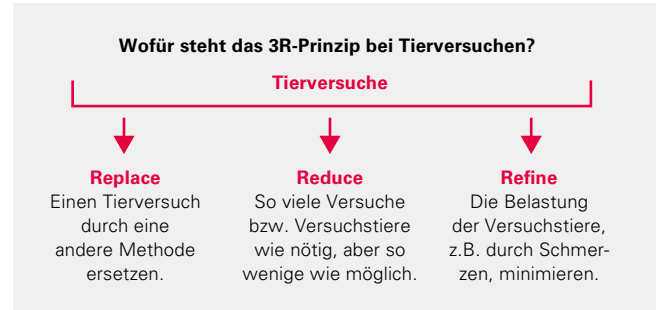 Wofür steht das 3R-Prinzip bei Tierversuchen?
Tierversuche
Replace
Einen Tierversuch
durch eine
andere Methode
ersetzen.
Reduce
So viele Versuche
bzw. Versuchstiere
wie nötig, aber so
wenige wie möglich.
Refine
Die Belastung
der Versuchstiere,
z.B. durch Schmer-
zen, minimieren.